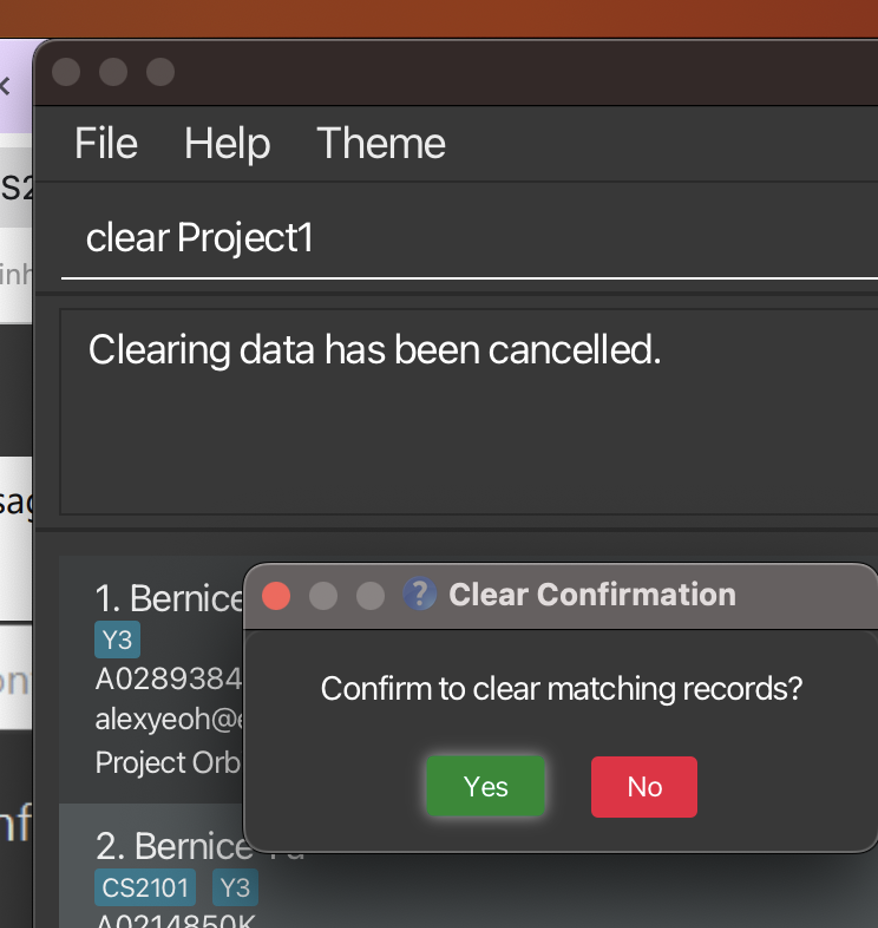 File Help Theme
clear Project1
Clearing data has been cancelled.
1. Bernice
Y3
A0289384
alexyeoh@
Project Orb
Clear Confirmation
Confirm to clear matching records?
Yes No
2. Bernice
CS2101 Y3
A0214850K